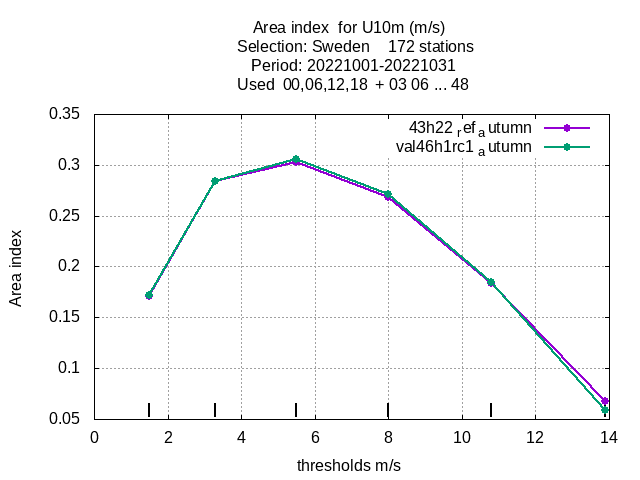 Area index  for U10m (m/s)
Selection: Sweden    172 stations
Period: 20221001-20221031
Used  00,06,12,18  + 03 06 ... 48
43h22 ref autumn
val46h1rc1 autumn
0.35
0.3
0.25
0.2
0.15
0.1
0.05
Area index
0 2 4 6 8 10 12 14
thresholds m/s